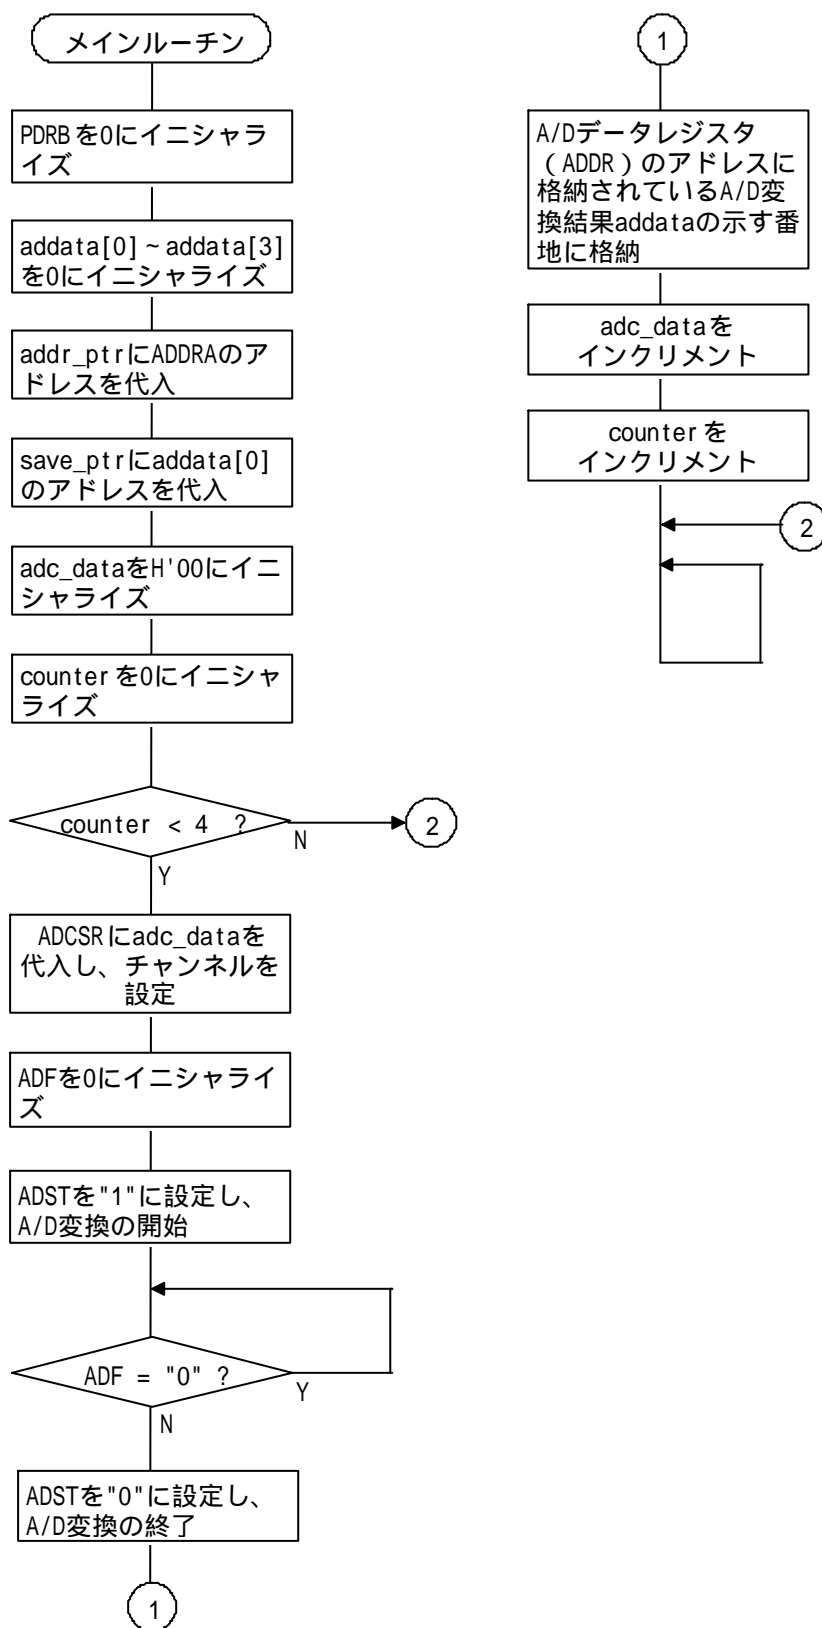 メインルーチン
PDRBを0にイニシャラ
イズ
addata[0]~addata[3]
を0にイニシャライズ
addr_ptrにADDRAのア
ドレスを代入
save_ptrにaddata[0]
のアドレスを代入
adc_dataをH'00にイニ
シャライズ
counterを0にイニシャ
ライズ
counter < 4 ?
N
2
Y
ADCSRにadc_dataを
代入し、チャンネルを
設定
ADFを0にイニシャライ
ズ
ADSTを"1"に設定し、
A/D変換の開始
ADF = "0" ?
Y
N
ADSTを"0"に設定し、
A/D変換の終了
1
1
A/Dデータレジスタ
(ADDR)のアドレスに
格納されているA/D変
換結果addataの示す番
地に格納
adc_dataを
インクリメント
counterを
インクリメント
2